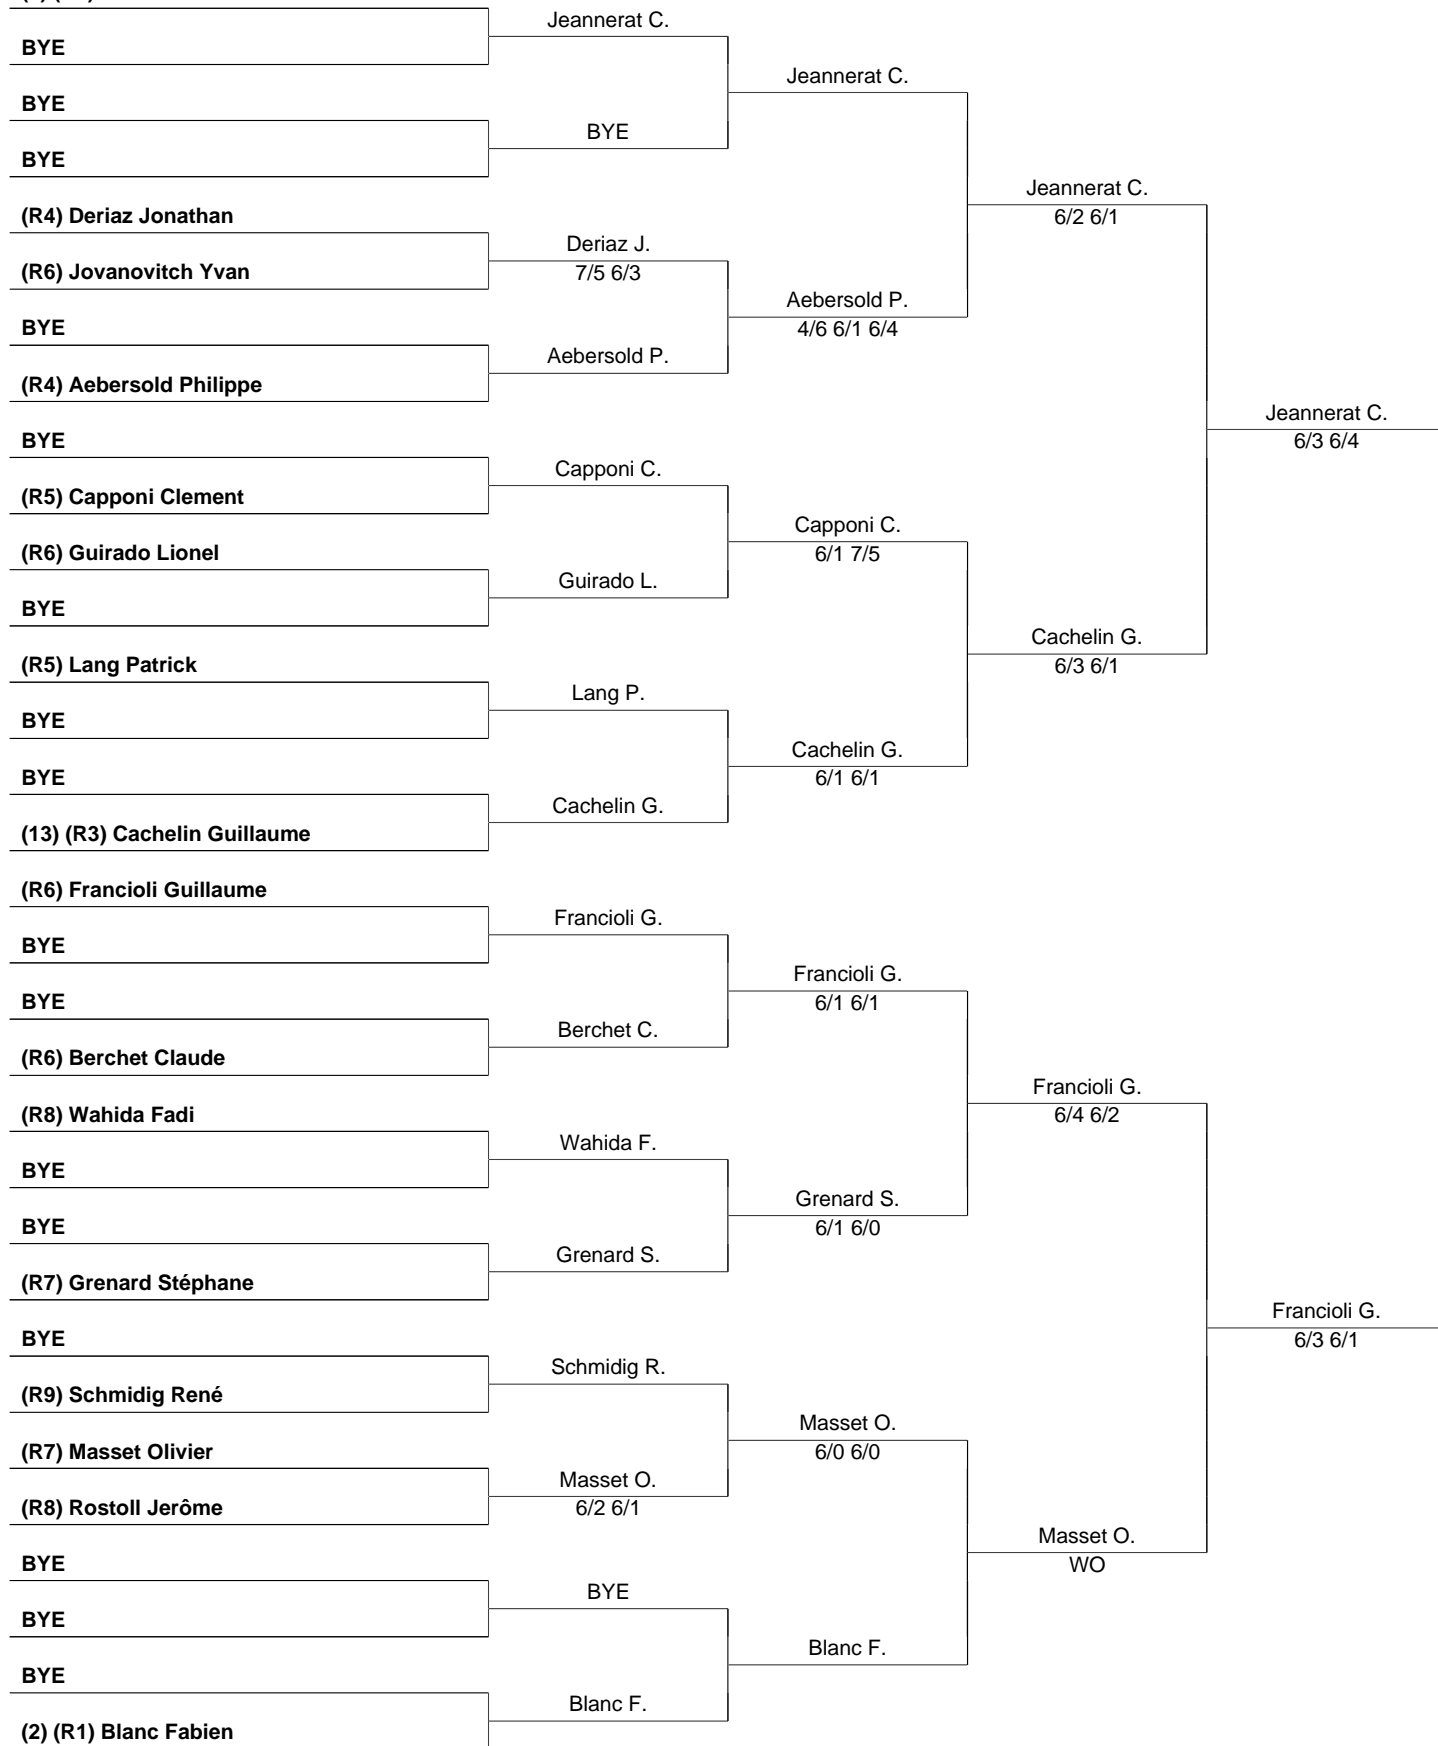 BYE
BYE
BYE
(R4) Deriaz Jonathan
(R6) Jovanovitch Yvan
BYE
(R4) Aebersold Philippe
BYE
(R5) Capponi Clement
(R6) Guirado Lionel
BYE
(R5) Lang Patrick
BYE
BYE
(13) (R3) Cachelin Guillaume
(R6) Francioli Guillaume
BYE
BYE
(R6) Berchet Claude
(R8) Wahida Fadi
BYE
BYE
(R7) Grenard Stéphane
BYE
(R9) Schmidig René
(R7) Masset Olivier
(R8) Rostoll Jerôme
BYE
BYE
BYE
(2) (R1) Blanc Fabien
Jeannerat C.
BYE
Deriaz J.
7/5 6/3
Aebersold P.
Capponi C.
Guirado L.
Lang P.
Cachelin G.
Francioli G.
Berchet C.
Wahida F.
Grenard S.
Schmidig R.
Masset O.
6/2 6/1
BYE
Blanc F.
Jeannerat C.
Aebersold P.
4/6 6/1 6/4
Capponi C.
6/1 7/5
Cachelin G.
6/1 6/1
Francioli G.
6/1 6/1
Grenard S.
6/1 6/0
Masset O.
6/0 6/0
Blanc F.
Jeannerat C.
6/2 6/1
Cachelin G.
6/3 6/1
Francioli G.
6/4 6/2
Masset O.
WO
Jeannerat C.
6/3 6/4
Francioli G.
6/3 6/1